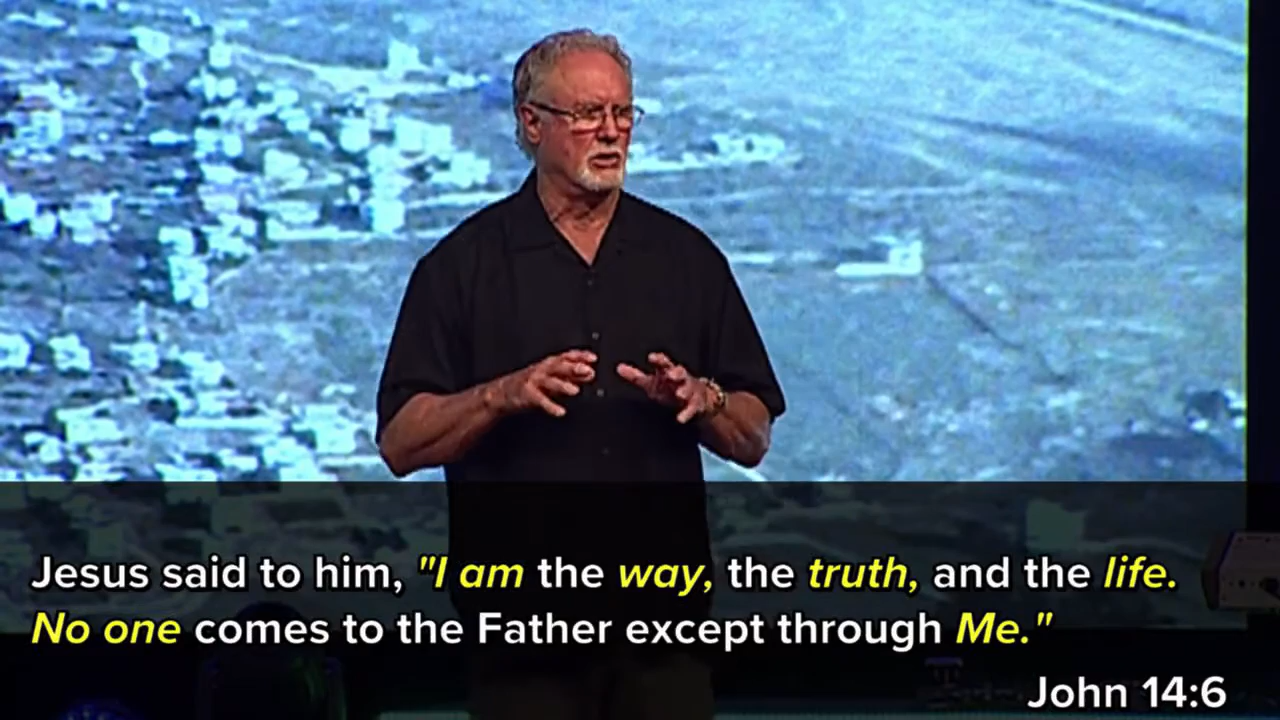 Jesus said to him, "I am the way, the truth, and the life.
No one comes to the Father except through Me."
John 14:6